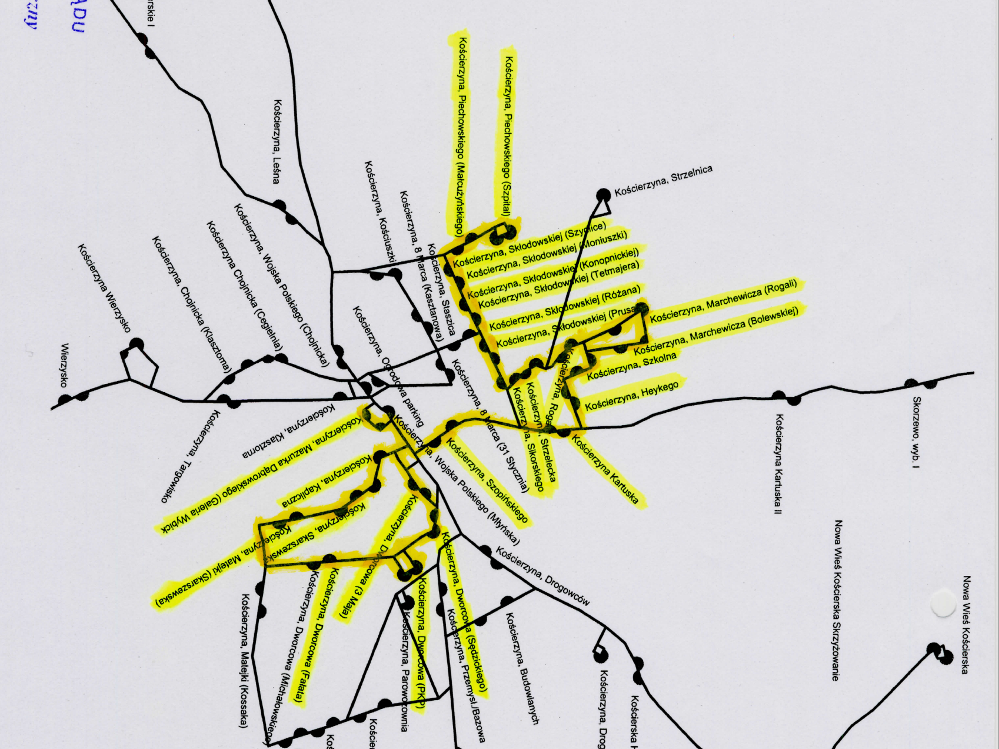 ĄDU
Kościerzyna, Piechowskiego (Małcużyńskiego)
Kościerzyna, Piechowskiego (Szpital)
Kościerzyna, Strzelnica
Kościerzyna, Leśna
Kościerzyna, Kościuszki
Kościerzyna, 8 Marca (Kasztanowa)
Kościerzyna, Staszica
Kościerzyna, Skłodowskiej (Szydlice)
Kościerzyna, Skłodowskiej (Moniuszki)
Kościerzyna, Skłodowskiej (Konopnickiej)
Kościerzyna, Skłodowskiej (Tetmajera)
Kościerzyna, Skłodowskiej (Różana)
Kościerzyna, Skłodowskiej (Prusa
Kościerzyna, Marchewicza (Rogali)
Kościerzyna, Marchewicza (Bolewskiej)
Kościerzyna, Szkolna
Kościerzyna, Heykego
Kościerzyna, Wojska Polskiego (Chojnicka)
Kościerzyna Chojnicka (Cegielnia)
Kościerzyna, Chojnicka (Klasztorna)
Kościerzyna Wierzysko
Wierzysko
Kościerzyna, Ogrodowa parking
Kościerzyna, 8 Marca (31 Stycznia)
Kościerzyna, Sikorskiego
Kościerzyna, Strzelecka
Kościerzyna Kartuska
Kościerzyna Kartuska II
Skorzewo, wyb. I
Kościerzyna, Targowisko
Kościerzyna, Klasztorna
Kościerzyna, Mazurka Dąbrowskiego (Galeria Wybick
Kościerzyna, Kapliczna
Kościerzyna, Skarszewska
Kościerzyna, Matejki (Skarszewska)
Kościerzyna, Wojska Polskiego (Młyńska)
Kościerzyna, Szopińskiego
Kościerzyna, Dworcowa (3 Maja)
Kościerzyna, Dworcowa (Sędzickiego)
Kościerzyna, Drogowców
Kościerzyna, Matejki (Kossaka)
Kościerzyna, Dworcowa (Michałowskiego)
Kościerzyna, Dworcowa (Fałata)
Kościerzyna, Dworcowa (PKP)
Kościerzyna, Parowozownia
Kościerzyna, Przemysł./Bazowa
Kościerzyna, Budowlanych
Kościerzyna, Drog
Kościerska H
Nowa Wieś Kościerska Skrzyżowanie
Nowa Wieś Kościerska